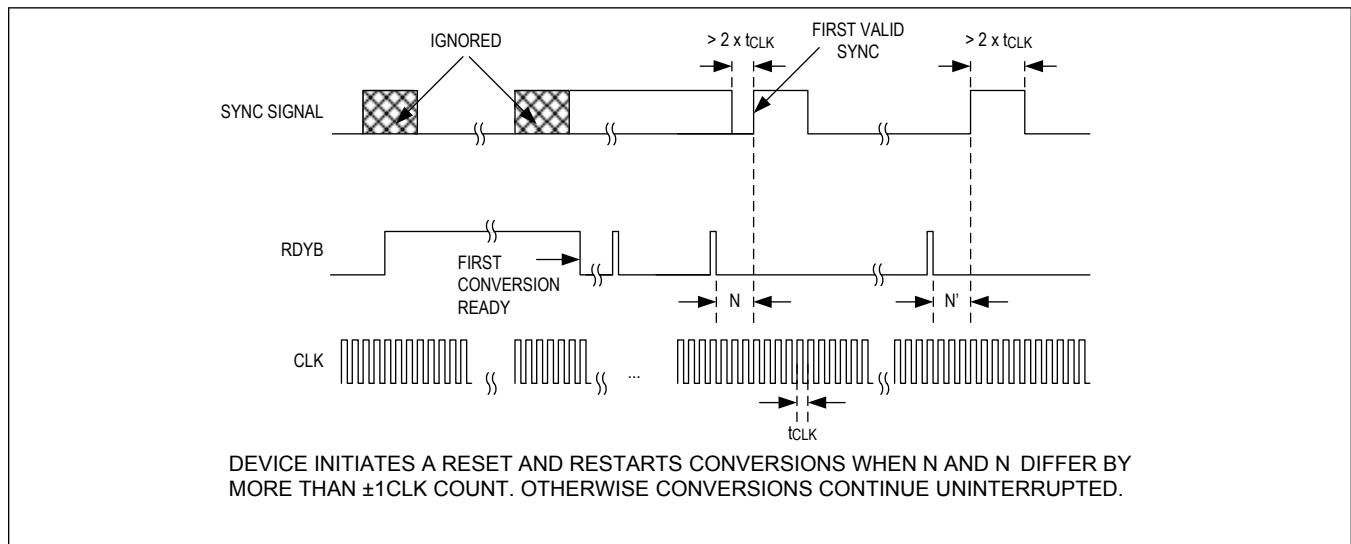 IGNORED
> 2 x tCLK
FIRST VALID
SYNC
> 2 x tCLK
SYNC SIGNAL
RDYB
FIRST
CONVERSION
READY
N
N'
CLK
...
tCLK
DEVICE INITIATES A RESET AND RESTARTS CONVERSIONS WHEN N AND N DIFFER BY
MORE THAN ±1CLK COUNT. OTHERWISE CONVERSIONS CONTINUE UNINTERRUPTED.